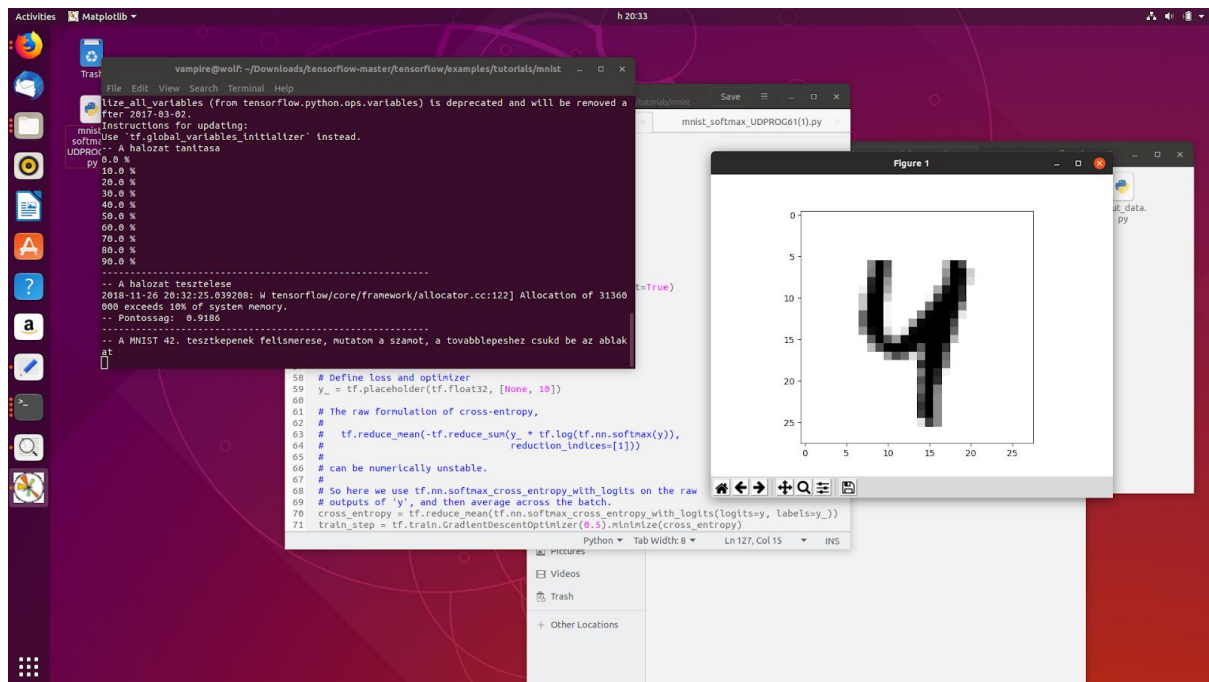 Activities Matplotlib h 20:33
Trash
mnist
UDPROG
py
vampire@wolf: ~/Downloads/tensorflow-master/tensorflow/examples/tutorials/mnist
File Edit View Search Terminal Help
lize_all_variables (from tensorflow.python.ops.variables) is deprecated and will be removed a
fter 2017-03-02.
Instructions for updating:
Use `tf.global_variables_initializer` instead.
-- A halozat tanitasa
0.0 %
10.0 %
20.0 %
30.0 %
40.0 %
50.0 %
60.0 %
70.0 %
80.0 %
90.0 %
----------------------------------------------------------
-- A halozat tesztelese
2018-11-26 20:32:25.039208: W tensorflow/core/framework/allocator.cc:122] Allocation of 31360
000 exceeds 10% of system memory.
-- Pontossag:  0.9186
----------------------------------------------------------
-- A MNIST 42. tesztkepenek felismerese, mutatom a szamot, a tovabblepeshez csukd be az ablak
at
/tutorials/mnist Save
mnist_softmax_UDPROG61(1).py
t=True)
58 # Define loss and optimizer
59 y_ = tf.placeholder(tf.float32, [None, 10])
60
61 # The raw formulation of cross-entropy,
62 #
63 #   tf.reduce_mean(-tf.reduce_sum(y_ * tf.log(tf.nn.softmax(y)),
64 #                                 reduction_indices=[1]))
65 #
66 # can be numerically unstable.
67 #
68 # So here we use tf.nn.softmax_cross_entropy_with_logits on the raw
69 # outputs of 'y', and then average across the batch.
70 cross_entropy = tf.reduce_mean(tf.nn.softmax_cross_entropy_with_logits(logits=y, labels=y_))
71 train_step = tf.train.GradientDescentOptimizer(0.5).minimize(cross_entropy)
Python Tab Width: 8 Ln 127, Col 15 INS
Figure 1
0
5
10
15
20
25
0 5 10 15 20 25
4
ut_data.
py
Pictures
Videos
Trash
+ Other Locations